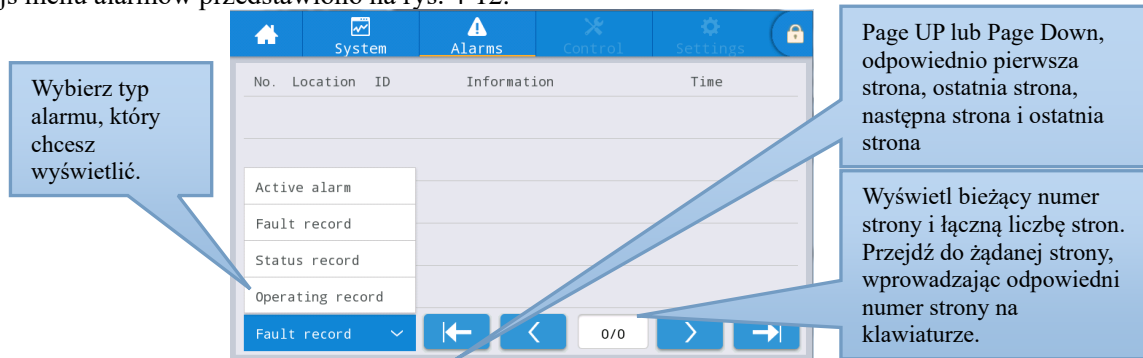 menu alarmów przedstawiono na rys. 4-12.
System
Alarms
Control
Settings
No. Location ID Information Time
Wybierz typ
alarmu, który
chcesz
wyświetlić.
Active alarm
Fault record
Status record
Operating record
Fault record
0/0
Page UP lub Page Down,
odpowiednio pierwsza
strona, ostatnia strona,
następna strona i ostatnia
strona
Wyświetl bieżący numer
strony i łączną liczbę stron.
Przejdź do żądanej strony,
wprowadzając odpowiedni
numer strony na
klawiaturze.